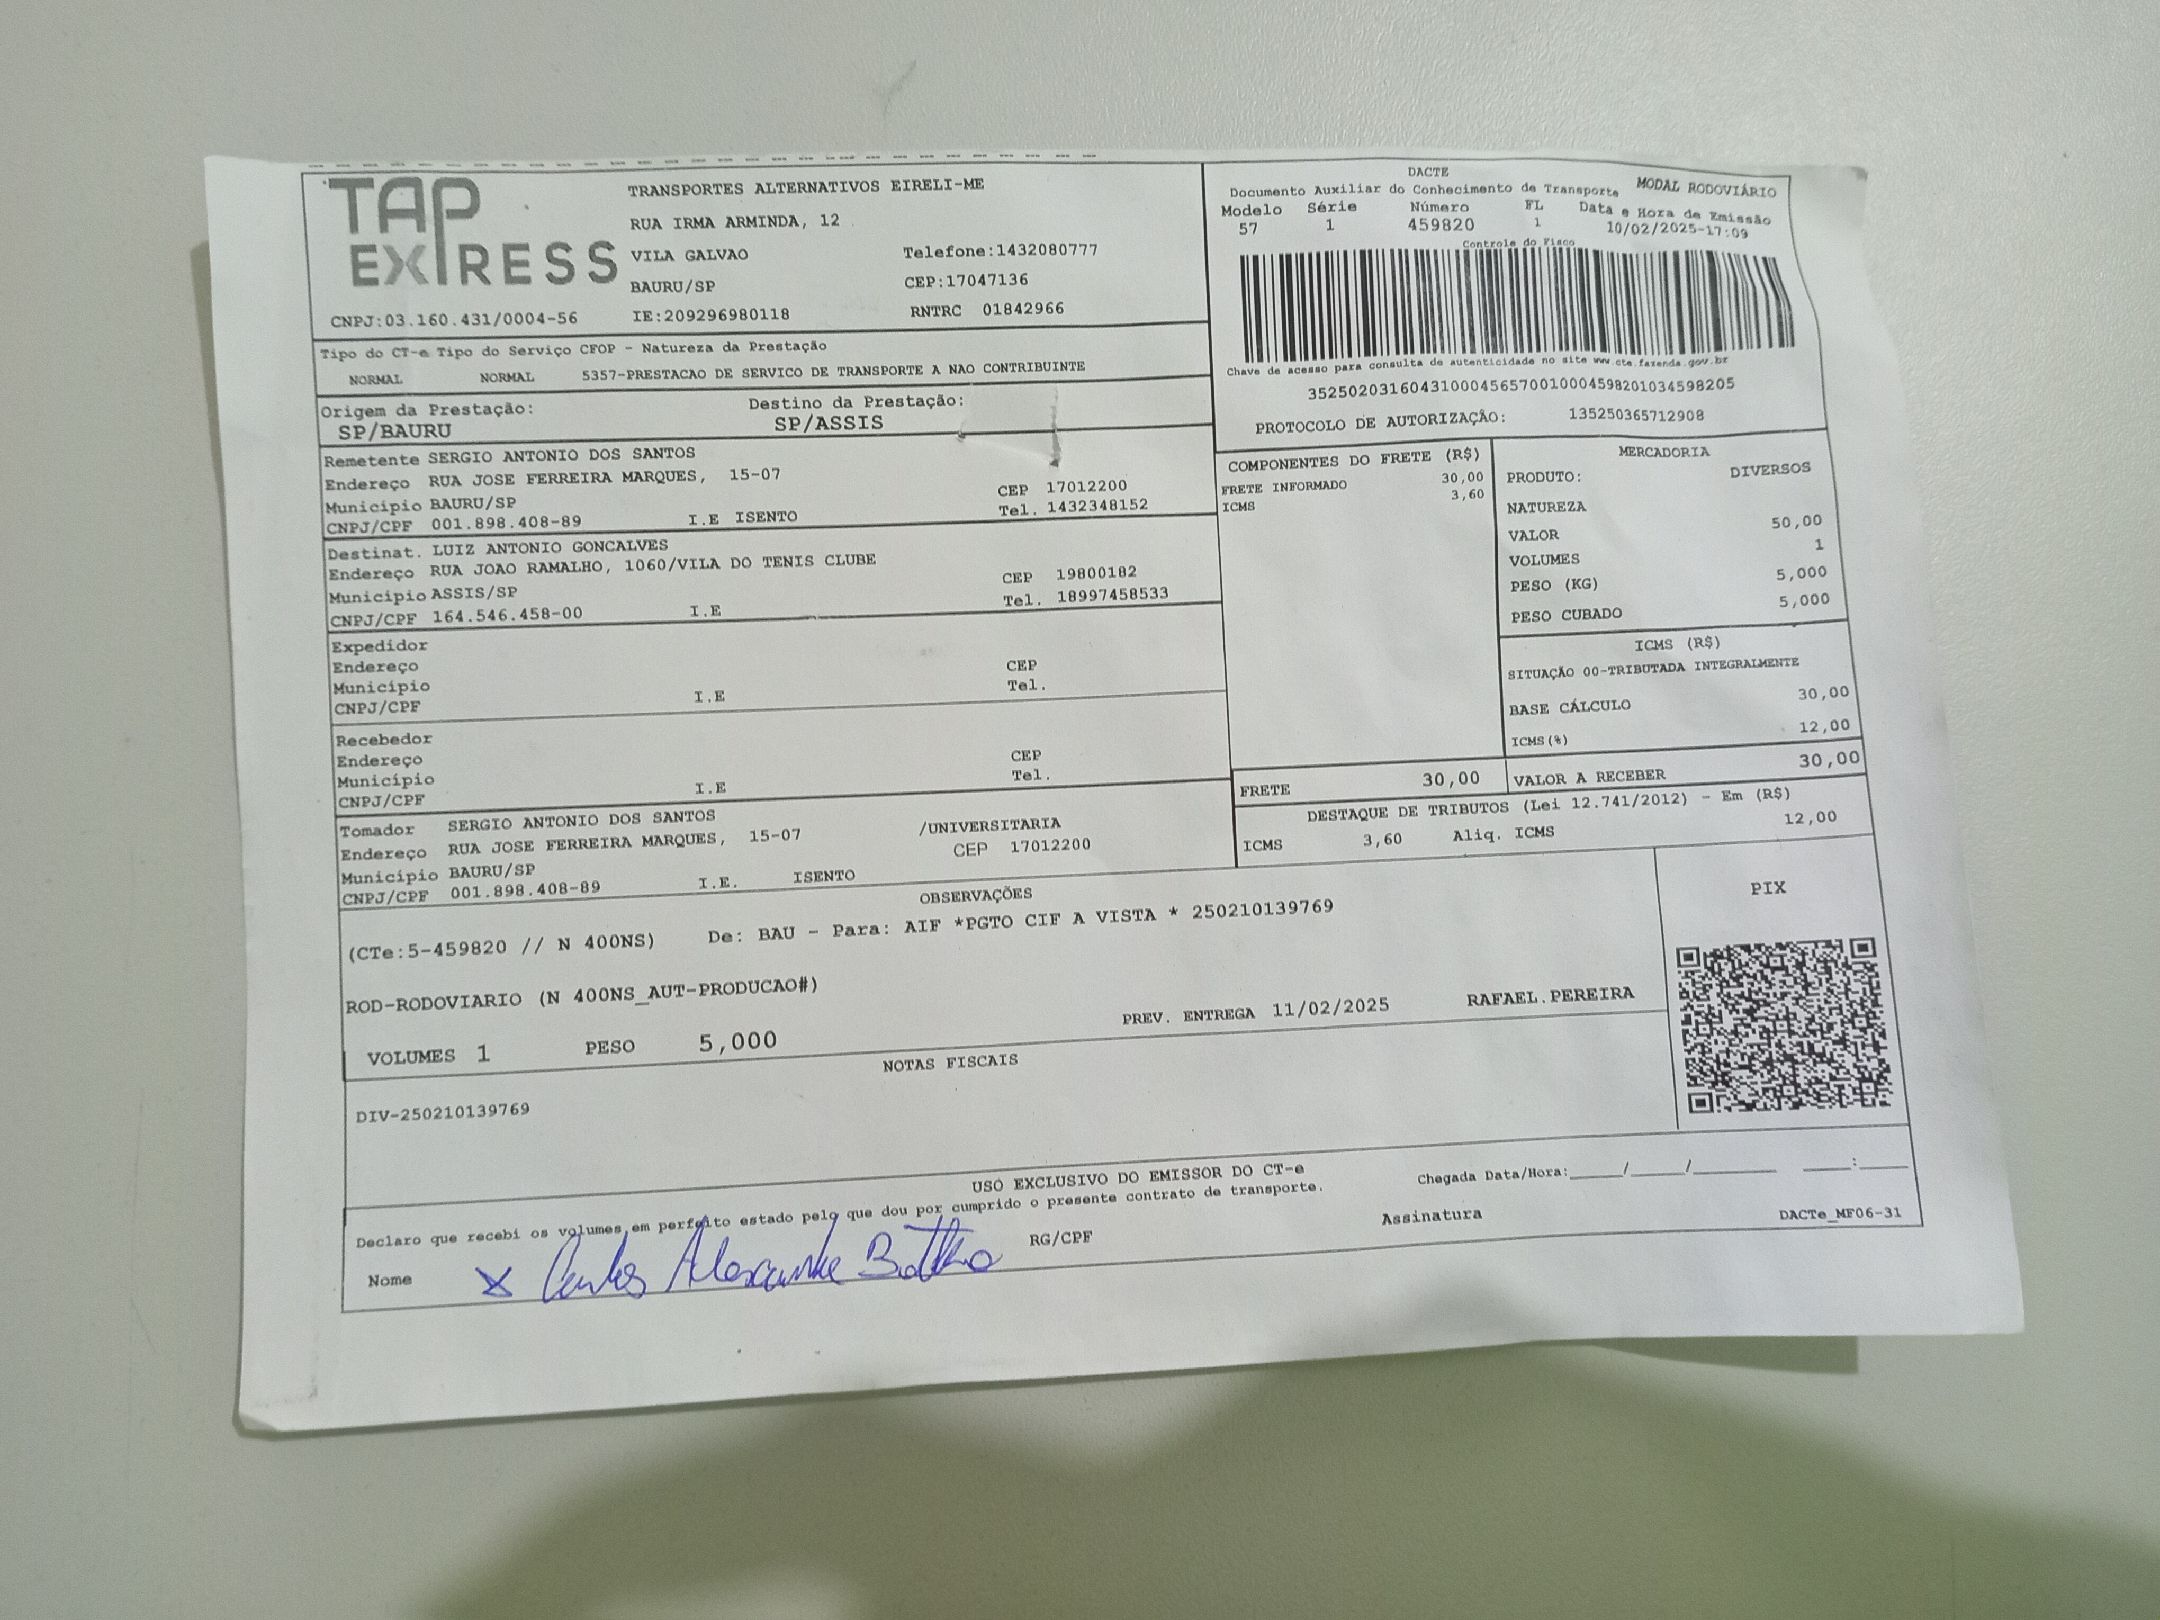 TAP EXPRESS
TRANSPORTES ALTERNATIVOS EIRELI-ME
RUA IRMA ARMINDA, 12
VILA GALVAO Telefone:1432080777
BAURU/SP CEP:17047136
CNPJ:03.160.431/0004-56 IE:209296980118 RNTRC 01842966
DACTE
Documento Auxiliar do Conhecimento de Transporte MODAL RODOVIÁRIO
Modelo Série Número FL Data e Hora de Emissão
57 1 459820 1 10/02/2025-17:09
Controle do Fisco
Chave de acesso para consulta de autenticidade no site www.cte.fazenda.gov.br
35250203160431000456570010004598201034598205
PROTOCOLO DE AUTORIZAÇÃO: 135250365712908
Tipo do CT-e Tipo do Serviço CFOP - Natureza da Prestação
NORMAL NORMAL 5357-PRESTACAO DE SERVICO DE TRANSPORTE A NAO CONTRIBUINTE
Origem da Prestação: Destino da Prestação:
SP/BAURU SP/ASSIS
Remetente SERGIO ANTONIO DOS SANTOS
Endereço RUA JOSE FERREIRA MARQUES, 15-07
Município BAURU/SP CEP 17012200
CNPJ/CPF 001.898.408-89 I.E ISENTO Tel. 1432348152
Destinat. LUIZ ANTONIO GONCALVES
Endereço RUA JOAO RAMALHO, 1060/VILA DO TENIS CLUBE
Município ASSIS/SP CEP 19800182
CNPJ/CPF 164.546.458-00 I.E Tel. 18997458533
Expedidor
Endereço CEP
Município Tel.
CNPJ/CPF I.E
Recebedor
Endereço CEP
Município Tel.
CNPJ/CPF I.E
Tomador SERGIO ANTONIO DOS SANTOS
Endereço RUA JOSE FERREIRA MARQUES, 15-07 /UNIVERSITARIA
Município BAURU/SP CEP 17012200
CNPJ/CPF 001.898.408-89 I.E. ISENTO
COMPONENTES DO FRETE (R$)
FRETE INFORMADO 30,00
ICMS 3,60
MERCADORIA
PRODUTO: DIVERSOS
NATUREZA
VALOR 50,00
VOLUMES 1
PESO (KG) 5,000
PESO CUBADO 5,000
ICMS (R$)
SITUAÇÃO 00-TRIBUTADA INTEGRALMENTE
BASE CÁLCULO 30,00
ICMS(%) 12,00
FRETE 30,00 VALOR A RECEBER 30,00
DESTAQUE DE TRIBUTOS (Lei 12.741/2012) - Em (R$)
ICMS 3,60 Aliq. ICMS 12,00
OBSERVAÇÕES
(CTe:5-459820 // N 400NS) De: BAU - Para: AIF *PGTO CIF A VISTA * 250210139769
ROD-RODOVIARIO (N 400NS_AUT-PRODUCAO#)
PREV. ENTREGA 11/02/2025 RAFAEL.PEREIRA
VOLUMES 1 PESO 5,000
PIX
NOTAS FISCAIS
DIV-250210139769
USO EXCLUSIVO DO EMISSOR DO CT-e
Declaro que recebi os volumes em perfeito estado pelo que dou por cumprido o presente contrato de transporte.
Chegada Data/Hora:_____/_____/________ _____:_____
Nome x Carlos Alexandre Botelho RG/CPF Assinatura
DACTe_MF06-31